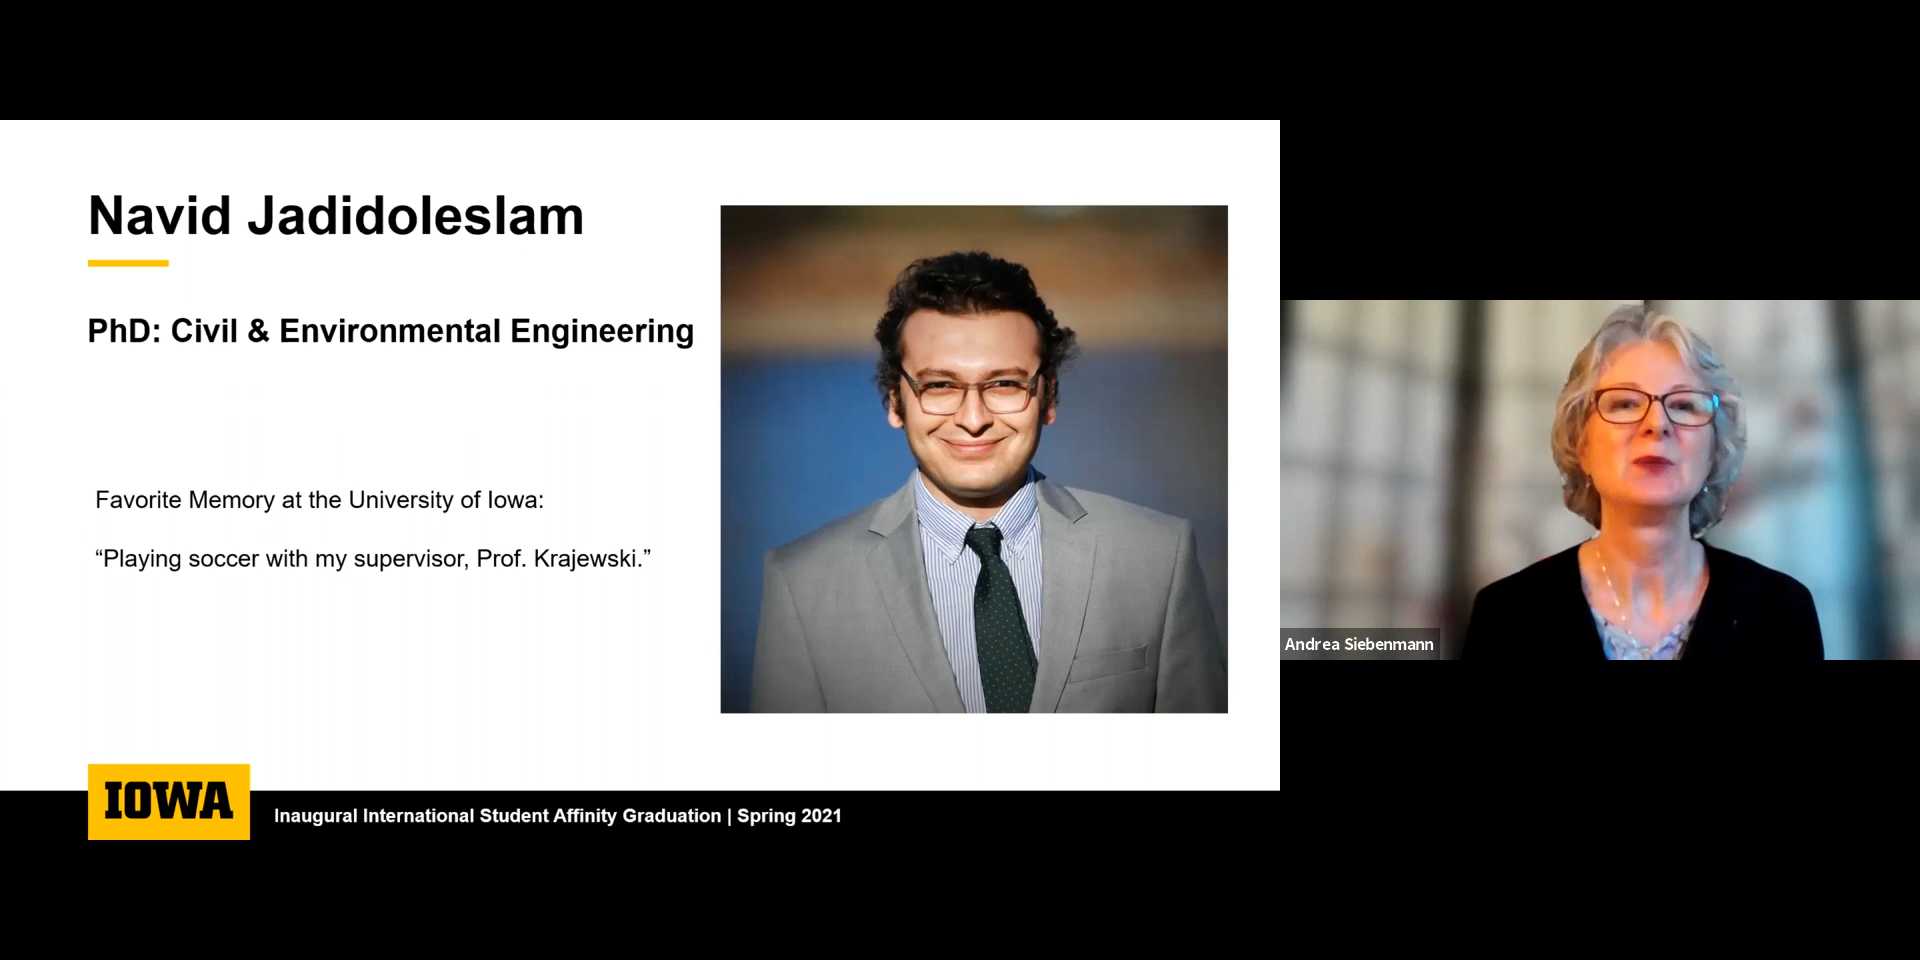 Navid Jadidoleslam
PhD: Civil & Environmental Engineering
Favorite Memory at the University of Iowa:
“Playing soccer with my supervisor, Prof. Krajewski.”
Andrea Siebenmann
IOWA
Inaugural International Student Affinity Graduation | Spring 2021